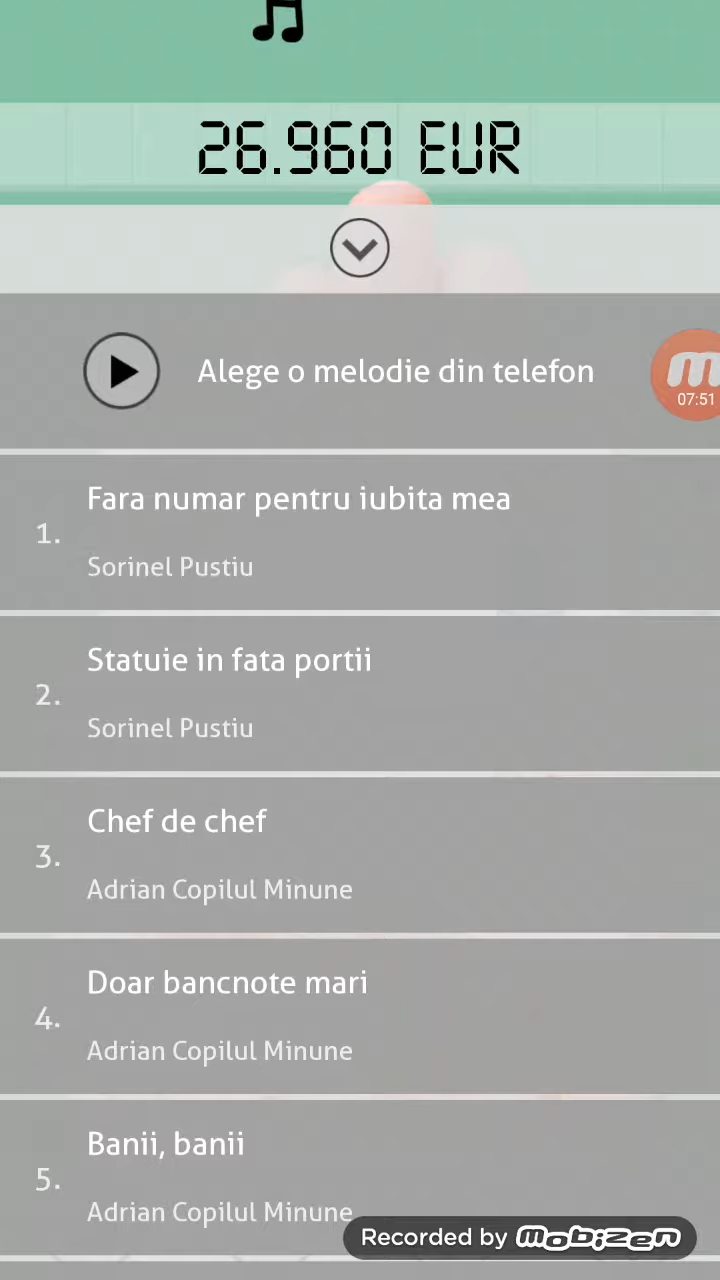 26.960 EUR
Alege o melodie din telefon
m
07:51
1.
Fara numar pentru iubita mea
Sorinel Pustiu
2.
Statuie in fata portii
Sorinel Pustiu
3.
Chef de chef
Adrian Copilul Minune
4.
Doar bancnote mari
Adrian Copilul Minune
5.
Banii, banii
Adrian Copilul Minune
Recorded by mobizen